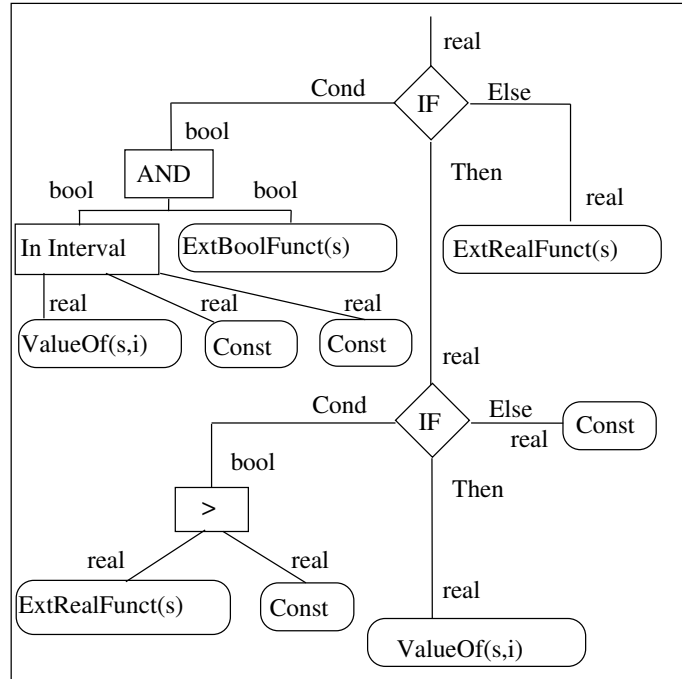 real
Cond
IF
Else
bool
AND
Then
bool
bool
real
In Interval
ExtBoolFunct(s)
ExtRealFunct(s)
real
real
real
ValueOf(s,i)
Const
Const
real
Cond
IF
Else
real
Const
bool
Then
>
real
real
real
ExtRealFunct(s)
Const
ValueOf(s,i)